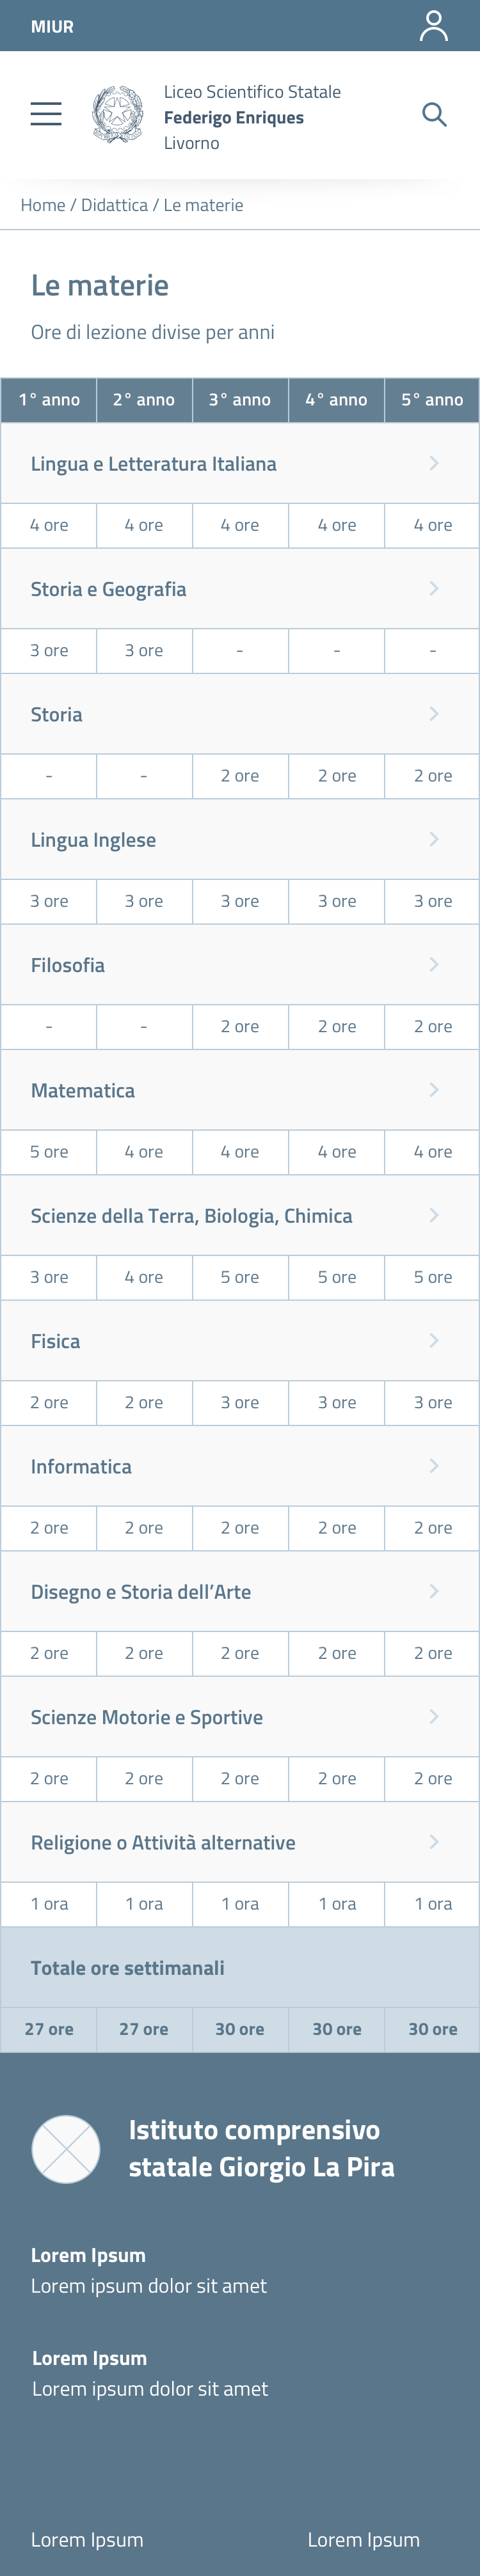 MIUR
Liceo Scientifico Statale
Federigo Enriques
Livorno
Home / Didattica / Le materie
Le materie
Ore di lezione divise per anni
1° anno 2° anno 3° anno 4° anno 5° anno
Lingua e Letteratura Italiana
4 ore 4 ore 4 ore 4 ore 4 ore
Storia e Geografia
3 ore 3 ore - - -
Storia
- - 2 ore 2 ore 2 ore
Lingua Inglese
3 ore 3 ore 3 ore 3 ore 3 ore
Filosofia
- - 2 ore 2 ore 2 ore
Matematica
5 ore 4 ore 4 ore 4 ore 4 ore
Scienze della Terra, Biologia, Chimica
3 ore 4 ore 5 ore 5 ore 5 ore
Fisica
2 ore 2 ore 3 ore 3 ore 3 ore
Informatica
2 ore 2 ore 2 ore 2 ore 2 ore
Disegno e Storia dell’Arte
2 ore 2 ore 2 ore 2 ore 2 ore
Scienze Motorie e Sportive
2 ore 2 ore 2 ore 2 ore 2 ore
Religione o Attività alternative
1 ora 1 ora 1 ora 1 ora 1 ora
Totale ore settimanali
27 ore 27 ore 30 ore 30 ore 30 ore
Istituto comprensivo
statale Giorgio La Pira
Lorem Ipsum
Lorem ipsum dolor sit amet
Lorem Ipsum
Lorem ipsum dolor sit amet
Lorem Ipsum Lorem Ipsum